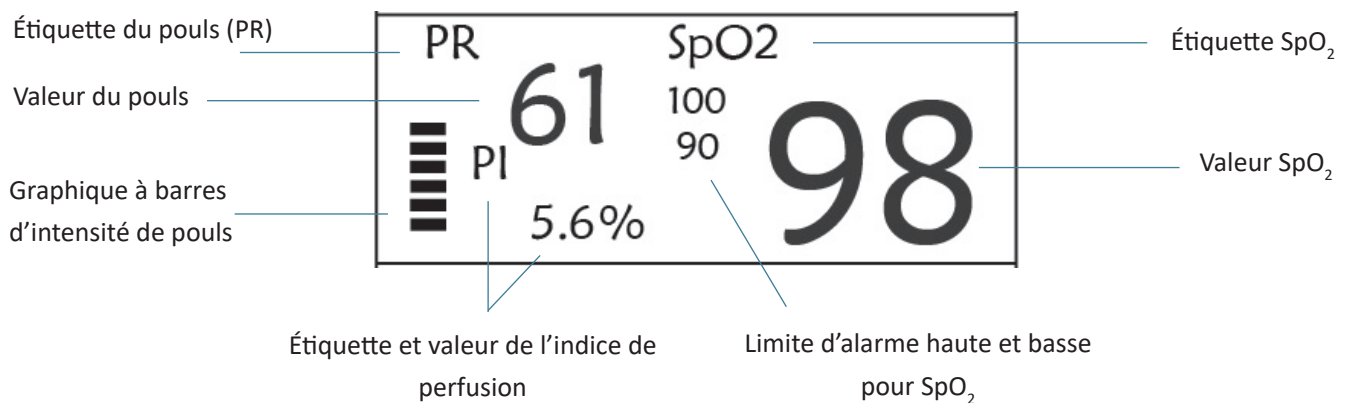 Étiquette du pouls (PR)
PR
SpO2
Étiquette SpO₂
Valeur du pouls
61
100
90
98
Valeur SpO₂
PI
5.6%
Graphique à barres
d’intensité de pouls
Étiquette et valeur de l’indice de
perfusion
Limite d’alarme haute et basse
pour SpO₂